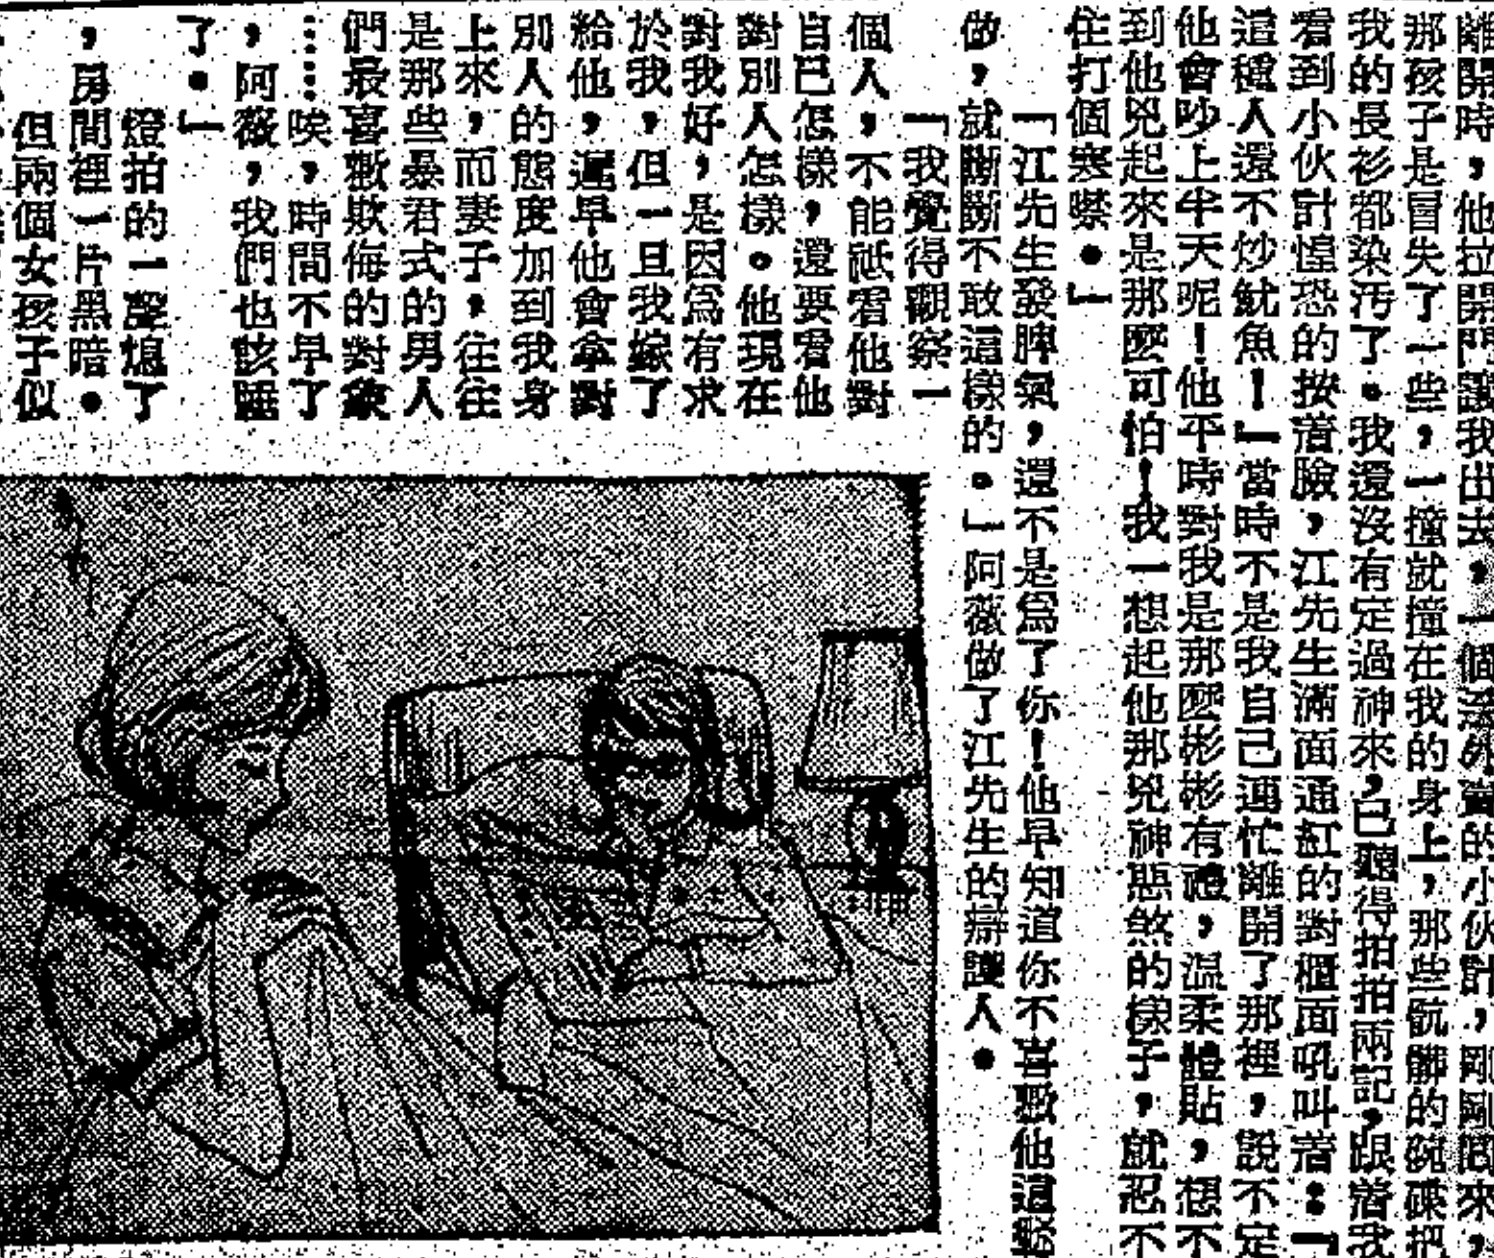 離開時，他拉開門讓我出去，一個送外賣的小伙計，剛剛回來，
那孩子是冒失了一些，一撞就撞在我的身上，那些骯髒的碗碟把
我的長衫都染汚了。我還沒有定過神來，已聽得拍拍兩記，跟着我
看到小伙計惶恐的按着臉，江先生滿面通紅的對櫃面吼叫着：「
這種人還不炒魷魚！」當時不是我自己連忙離開了那裡，說不定
他會吵上半天呢！他平時對我是那麼彬彬有禮，溫柔體貼，想不
到他兇起來是那麼可怕！我一想起他那兇神惡煞的樣子，就忍不
住打個寒噤。」
「江先生發脾氣，還不是爲了你！他早知道你不喜歡他這樣
做，就斷斷不敢這樣的。」阿薇做了江先生的辯護人。
「我覺得觀察一
個人，不能祇看他對
自己怎樣，還要看他
對別人怎樣。他現在
對我好，是因爲有求
於我，但一旦我嫁了
給他，遲早他會拿對
別人的態度加到我身
上來，而妻子，往往
是那些暴君式的男人
們最喜歡欺侮的對象
……唉，時間不早了
，阿薇，我們也該睡
了。」
燈拍的一聲熄了
，房間裡一片黑暗。
但兩個女孩子似